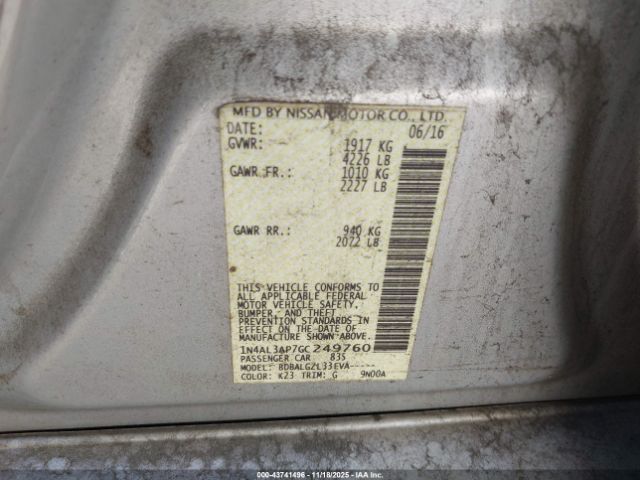 MFD BY NISSAN MOTOR CO., LTD.
DATE: 06/16
GVWR: 1917 KG
4226 LB
GAWR FR.: 1010 KG
2227 LB
GAWR RR.: 940 KG
2072 LB
THIS VEHICLE CONFORMS TO
ALL APPLICABLE FEDERAL
MOTOR VEHICLE SAFETY,
BUMPER, AND THEFT
PREVENTION STANDARDS IN
EFFECT ON THE DATE OF
MANUFACTURE SHOWN ABOVE.
1N4AL3AP7GC249760
PASSENGER CAR 835
MODEL: BDBALGZL33EVA-----
COLOR: K23 TRIM: G 9N00A
© - 43741496 - 11/18/2025 - IAA Inc.